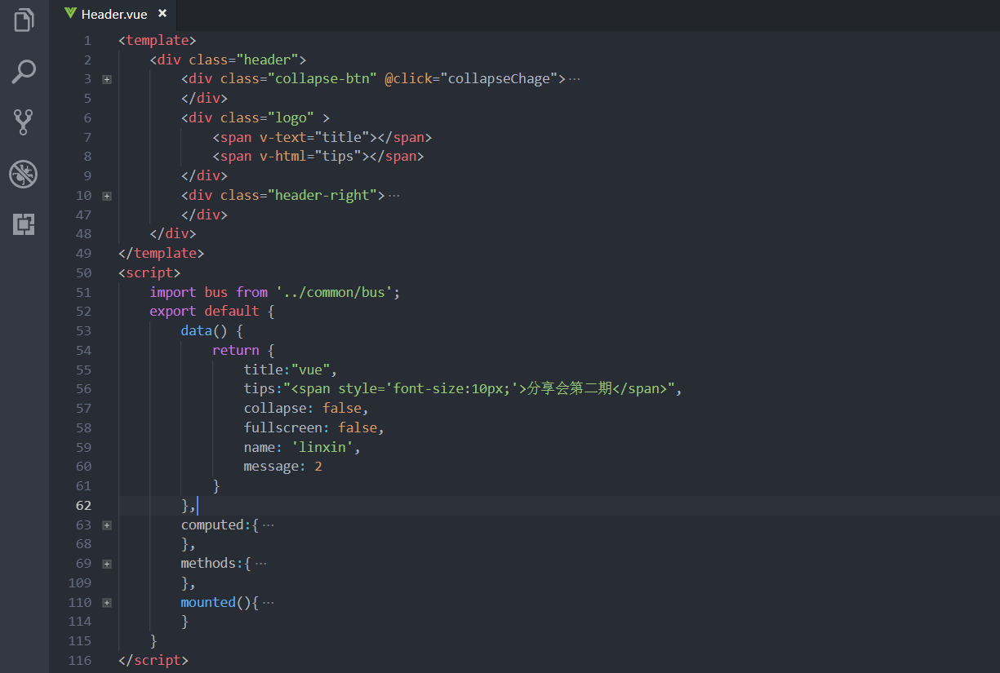 Header.vue ×
1 <template>
2 <div class="header">
3 <div class="collapse-btn" @click="collapseChage">···
5 </div>
6 <div class="logo" >
7 <span v-text="title"></span>
8 <span v-html="tips"></span>
9 </div>
10 <div class="header-right">···
47 </div>
48 </div>
49 </template>
50 <script>
51 import bus from '../common/bus';
52 export default {
53 data() {
54 return {
55 title:"vue",
56 tips:"<span style='font-size:10px;'>分享会第二期</span>",
57 collapse: false,
58 fullscreen: false,
59 name: 'linxin',
60 message: 2
61 }
62 },
63 computed:{···
68 },
69 methods:{···
109 },
110 mounted(){···
114 }
115 }
116 </script>